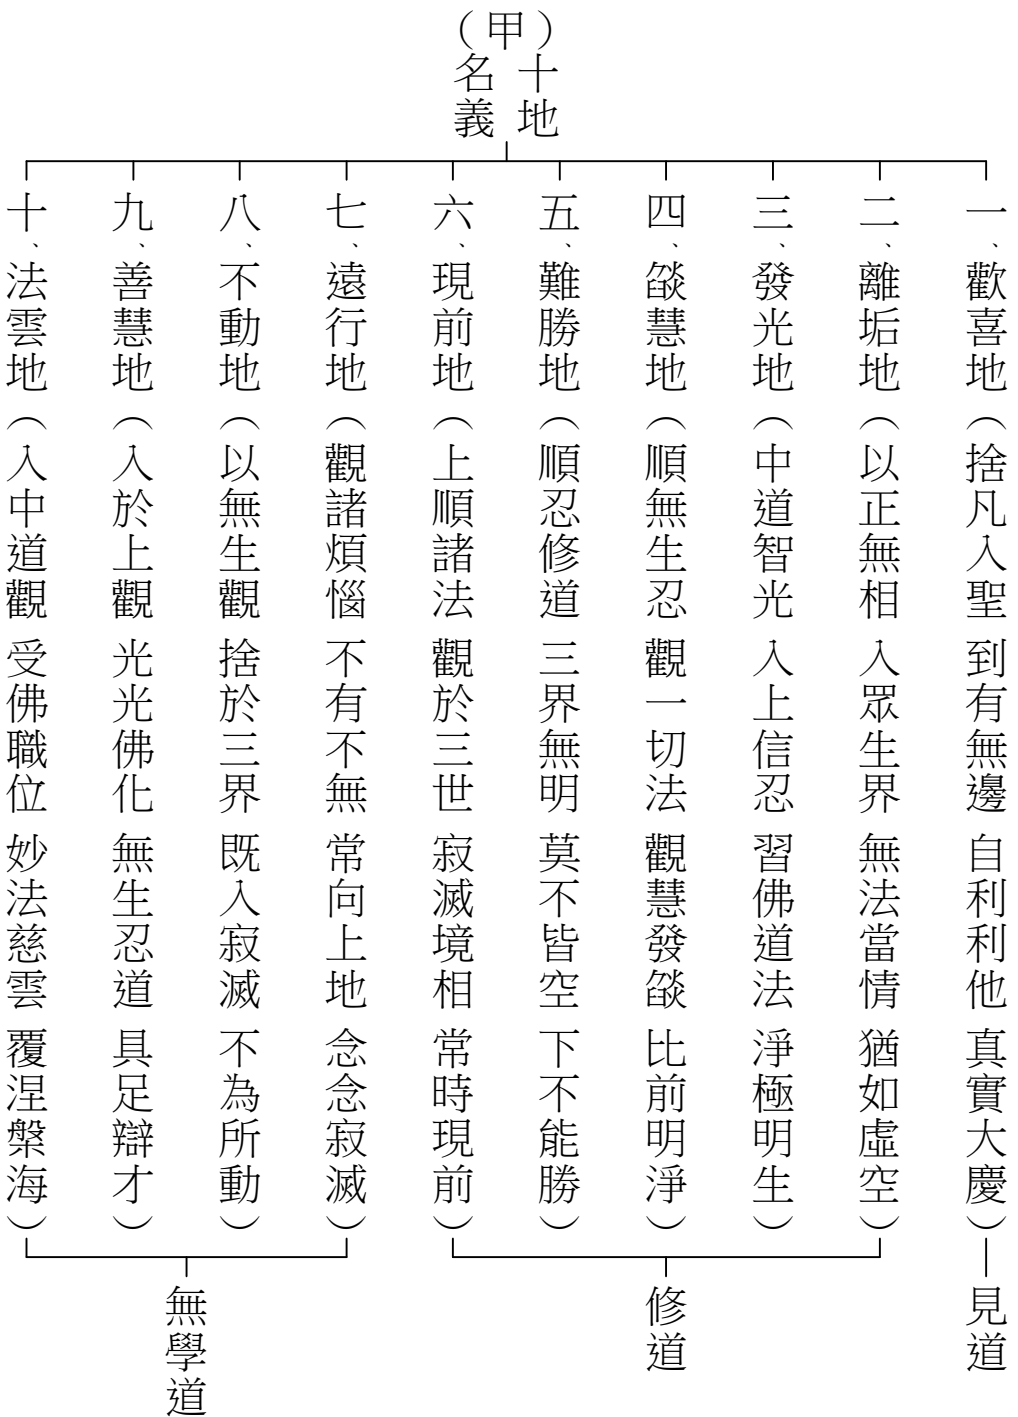 （甲）
十地
名義
一、歡喜地（捨凡入聖 到有無邊 自利利他 真實大慶）
二、離垢地（以正無相 入眾生界 無法當情 猶如虛空）
三、發光地（中道智光 入上信忍 習佛道法 淨極明生）
四、燄慧地（順無生忍 觀一切法 觀慧發燄 比前明淨）
五、難勝地（順忍修道 三界無明 莫不皆空 下不能勝）
六、現前地（上順諸法 觀於三世 寂滅境相 常時現前）
七、遠行地（觀諸煩惱 不有不無 常向上地 念念寂滅）
八、不動地（以無生觀 捨於三界 既入寂滅 不為所動）
九、善慧地（入於上觀 光光佛化 無生忍道 具足辯才）
十、法雲地（入中道觀 受佛職位 妙法慈雲 覆涅槃海）
見道
修道
無學道